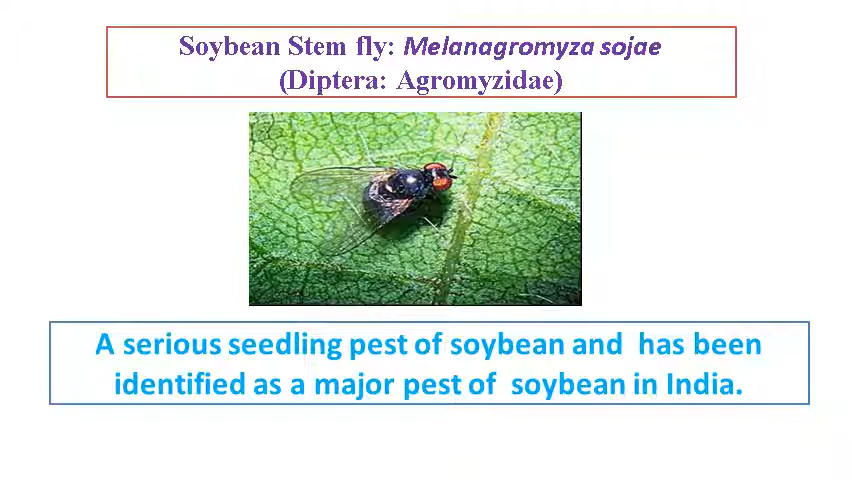 Soybean Stem fly: Melanagromyza sojae
(Diptera: Agromyzidae)
A serious seedling pest of soybean and has been
identified as a major pest of soybean in India.